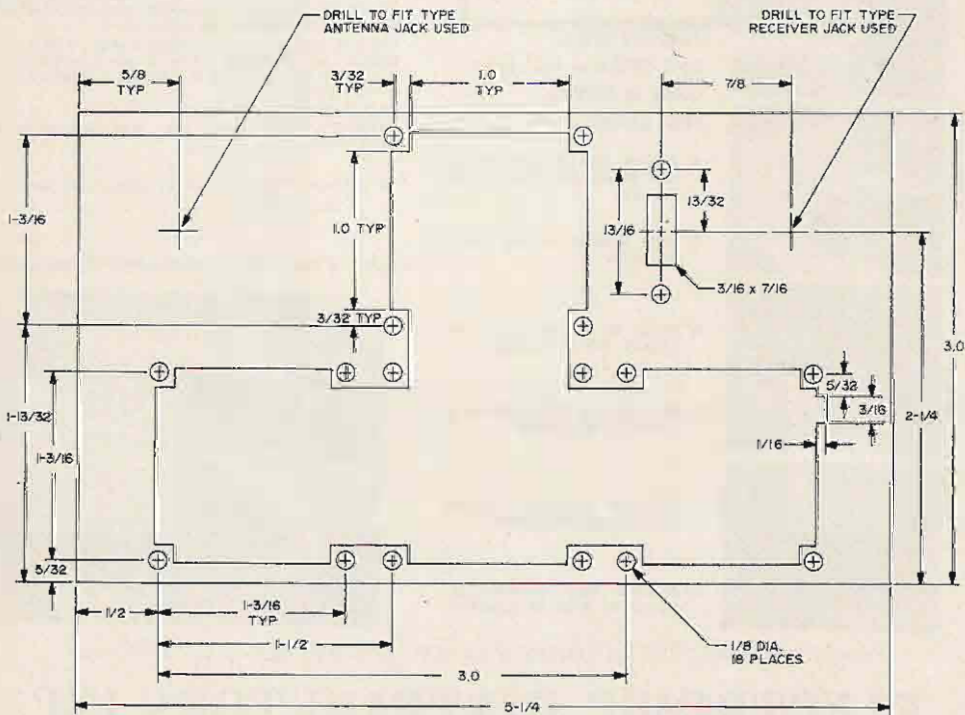 DRILL TO FIT TYPE
ANTENNA JACK USED
DRILL TO FIT TYPE
RECEIVER JACK USED
5/8
TYP
3/32
TYP
1.0
TYP
7/8
1-3/16
1.0 TYP
13/16
13/32
3/16 x 7/16
3/32 TYP
3.0
5/32
3/16
2-1/4
1-13/32
1-3/16
1/16
5/32
1/2
1-3/16
TYP
1-1/2
1/8 DIA.
18 PLACES
3.0
5-1/4